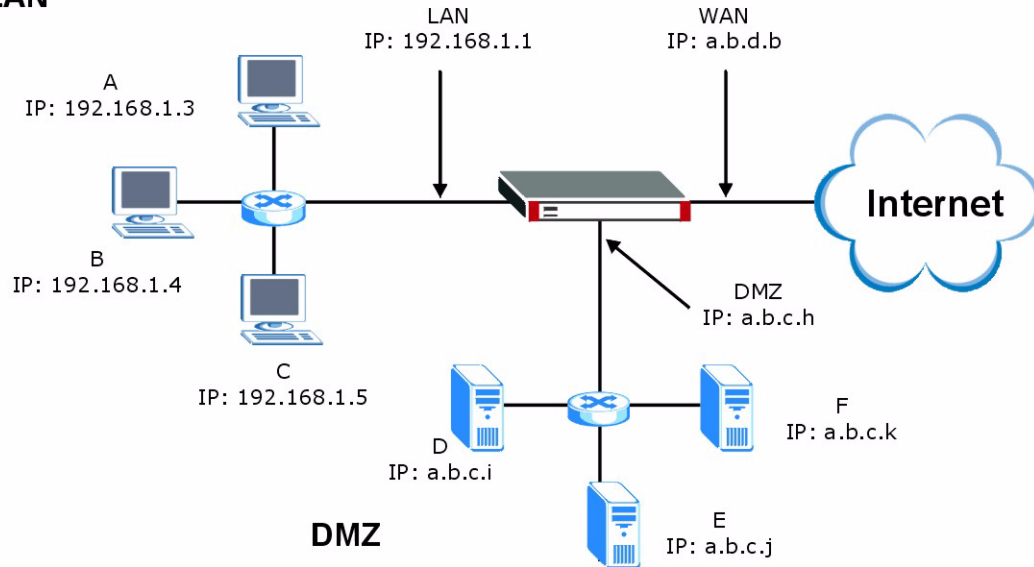 LAN
LAN
IP: 192.168.1.1
WAN
IP: a.b.d.b
A
IP: 192.168.1.3
B
IP: 192.168.1.4
C
IP: 192.168.1.5
Internet
DMZ
IP: a.b.c.h
D
IP: a.b.c.i
F
IP: a.b.c.k
E
IP: a.b.c.j
DMZ